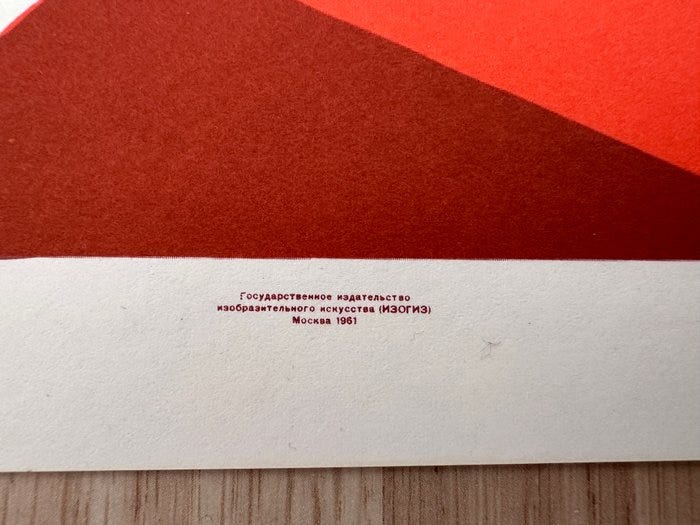 Государственное издательство
изобразительного искусства (ИЗОГИЗ)
Москва 1961